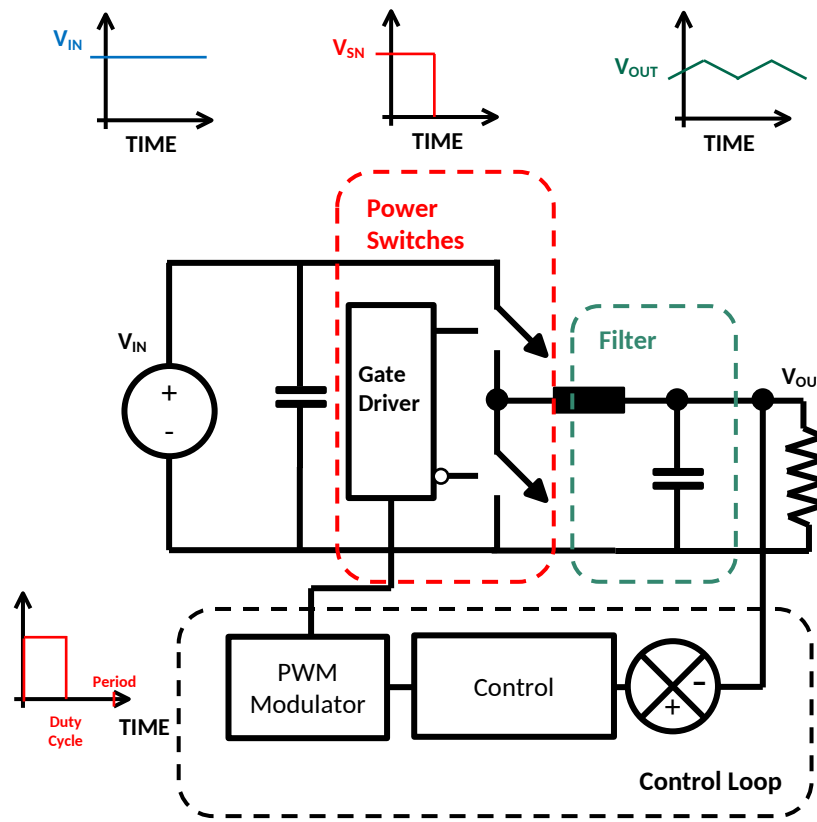 VIN
TIME
VSN
TIME
VOUT
TIME
Power
Switches
VIN
+
-
Gate
Driver
Filter
VOU
Period
Duty
Cycle
TIME
PWM
Modulator
Control
-
+
Control Loop